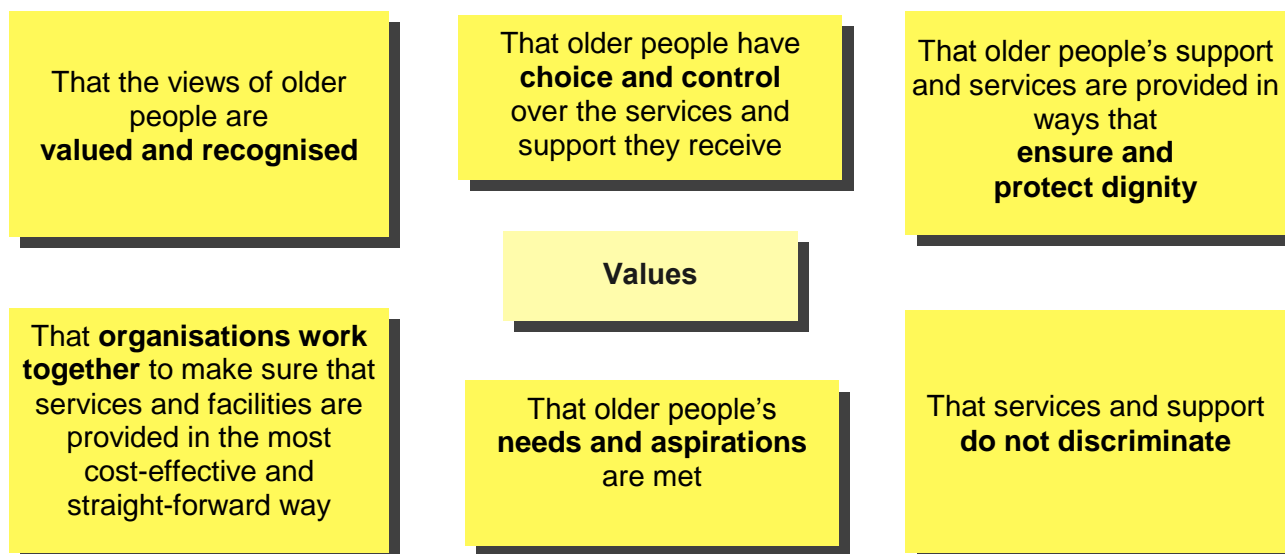 That the views of older
people are
valued and recognised
That older people have
choice and control
over the services and
support they receive
That older people’s support
and services are provided in
ways that
ensure and
protect dignity
Values
That organisations work
together to make sure that
services and facilities are
provided in the most
cost-effective and
straight-forward way
That older people’s
needs and aspirations
are met
That services and support
do not discriminate